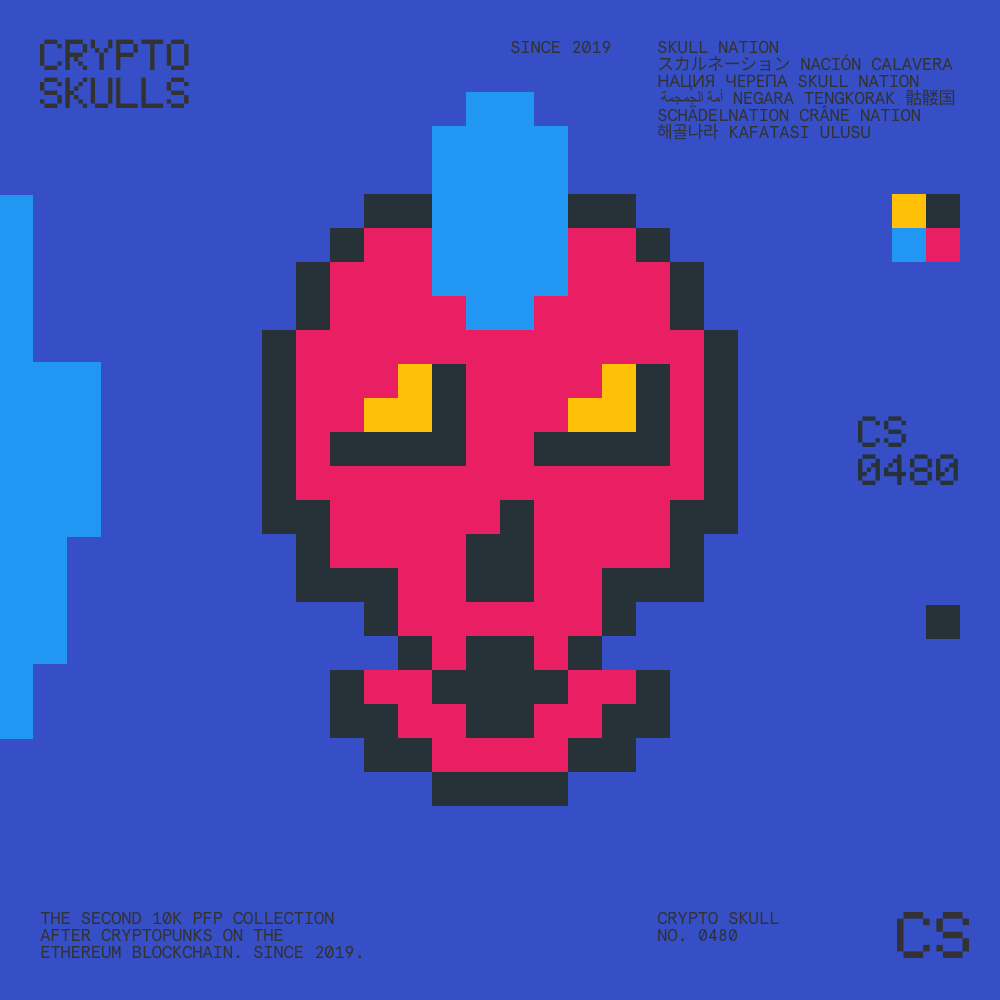 CRYPTO
SKULLS
SINCE 2019
SKULL NATION
スカルネーション NACIÓN CALAVERA
НАЦИЯ ЧЕРЕПА SKULL NATION
أمة الجمجمة NEGARA TENGKORAK 骷髅国
SCHÄDELNATION CRÂNE NATION
해골나라 KAFATASI ULUSU
CS
0480
THE SECOND 10K PFP COLLECTION
AFTER CRYPTOPUNKS ON THE
ETHEREUM BLOCKCHAIN. SINCE 2019.
CRYPTO SKULL
NO. 0480
CS